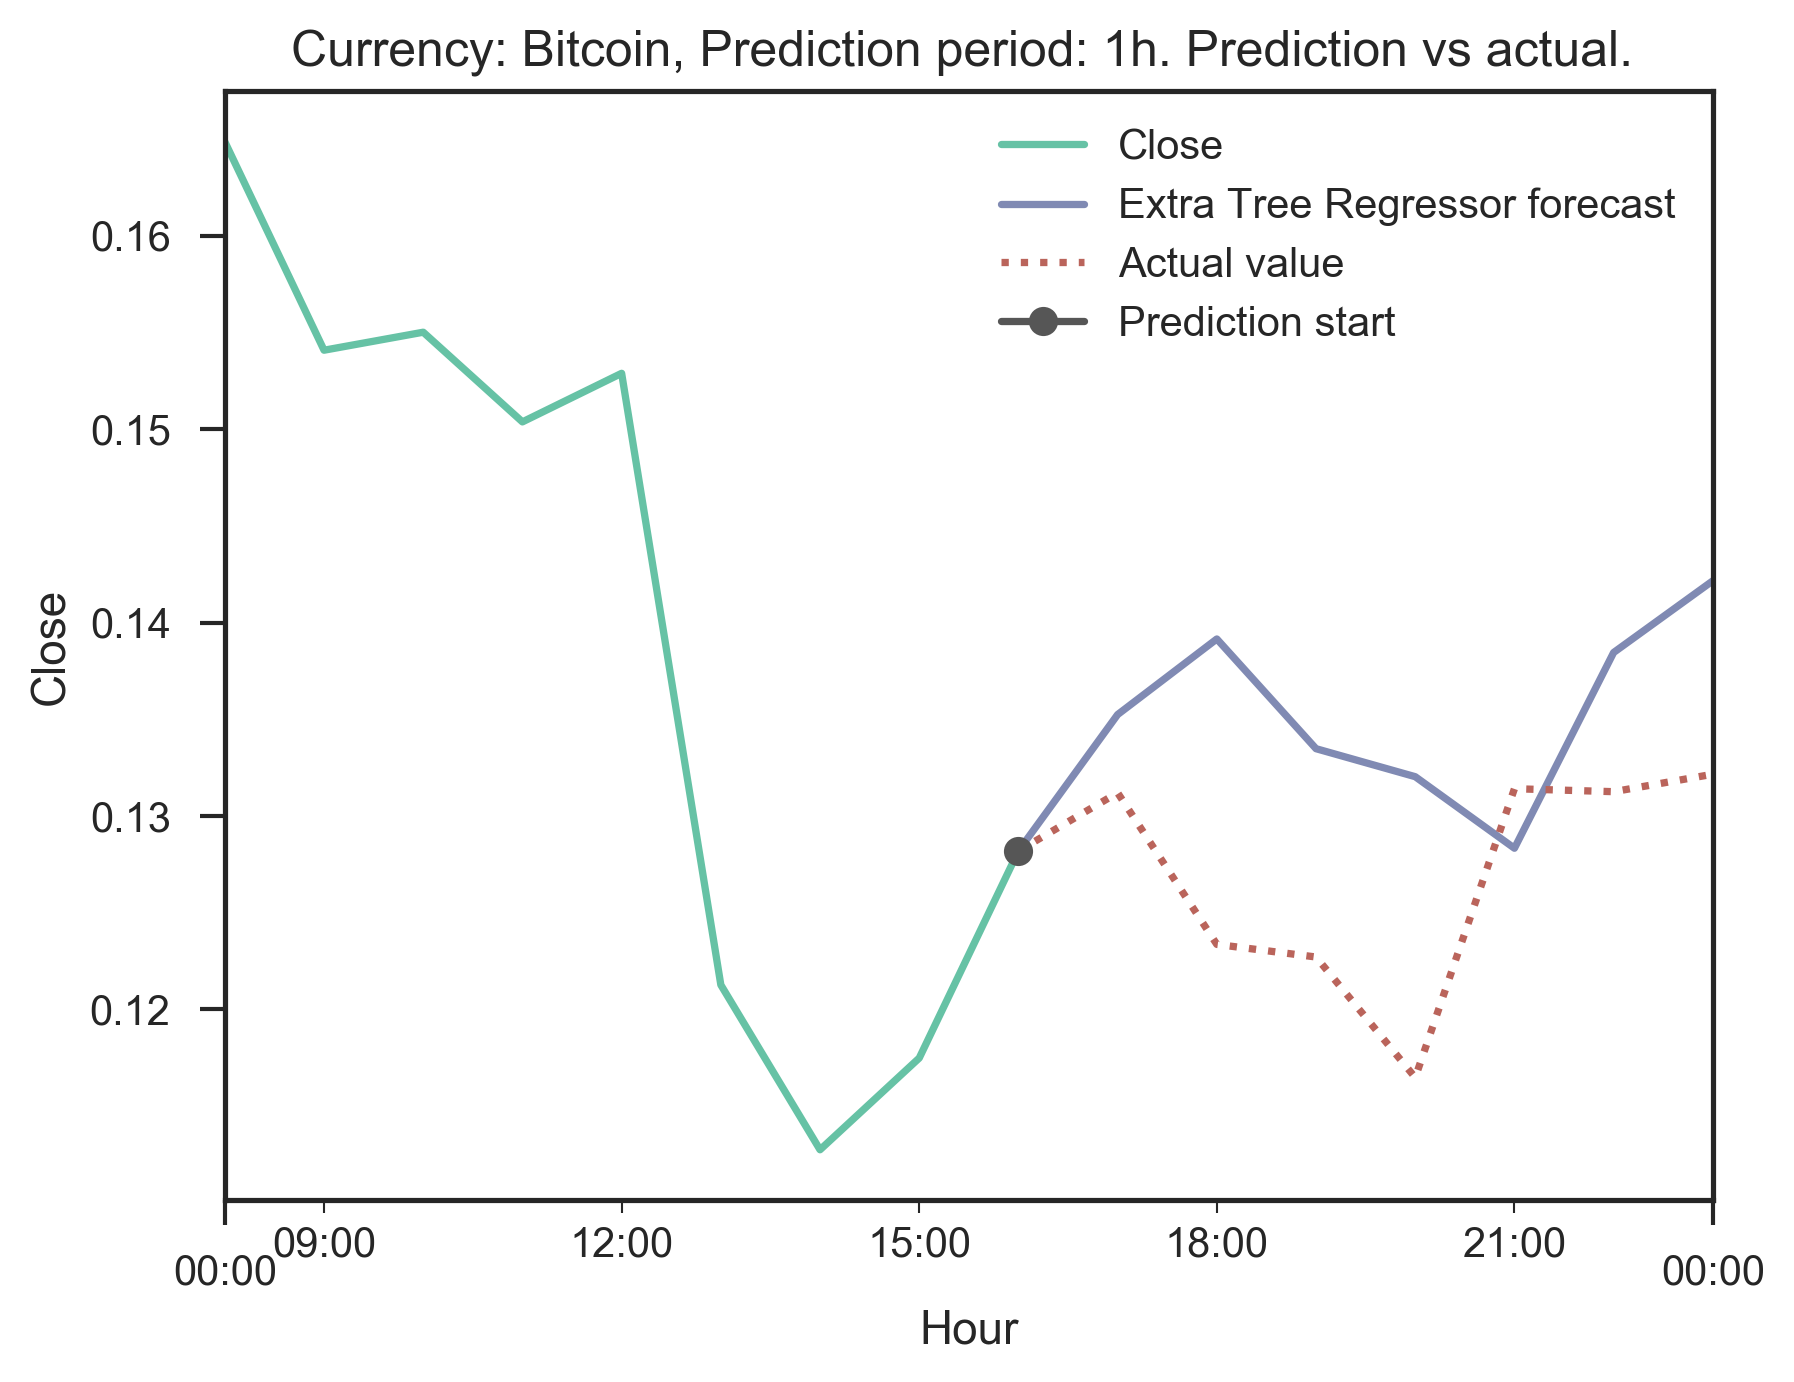 Currency: Bitcoin, Prediction period: 1h. Prediction vs actual.
Close
Extra Tree Regressor forecast
Actual value
Prediction start
0.16
0.15
0.14
0.13
0.12
Close
09:00 12:00 15:00 18:00 21:00
00:00 00:00
Hour